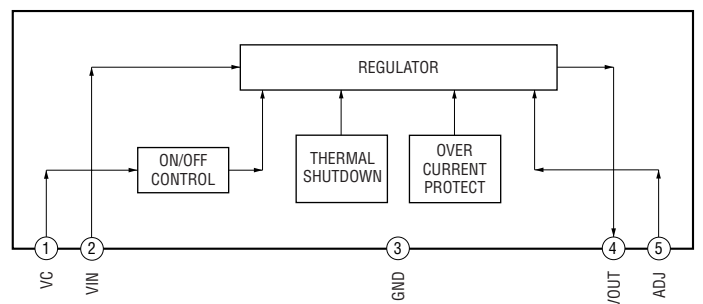 REGULATOR
ON/OFF
CONTROL
THERMAL
SHUTDOWN
OVER
CURRENT
PROTECT
1
2
3
4
5
VC
VIN
GND
VOUT
ADJ